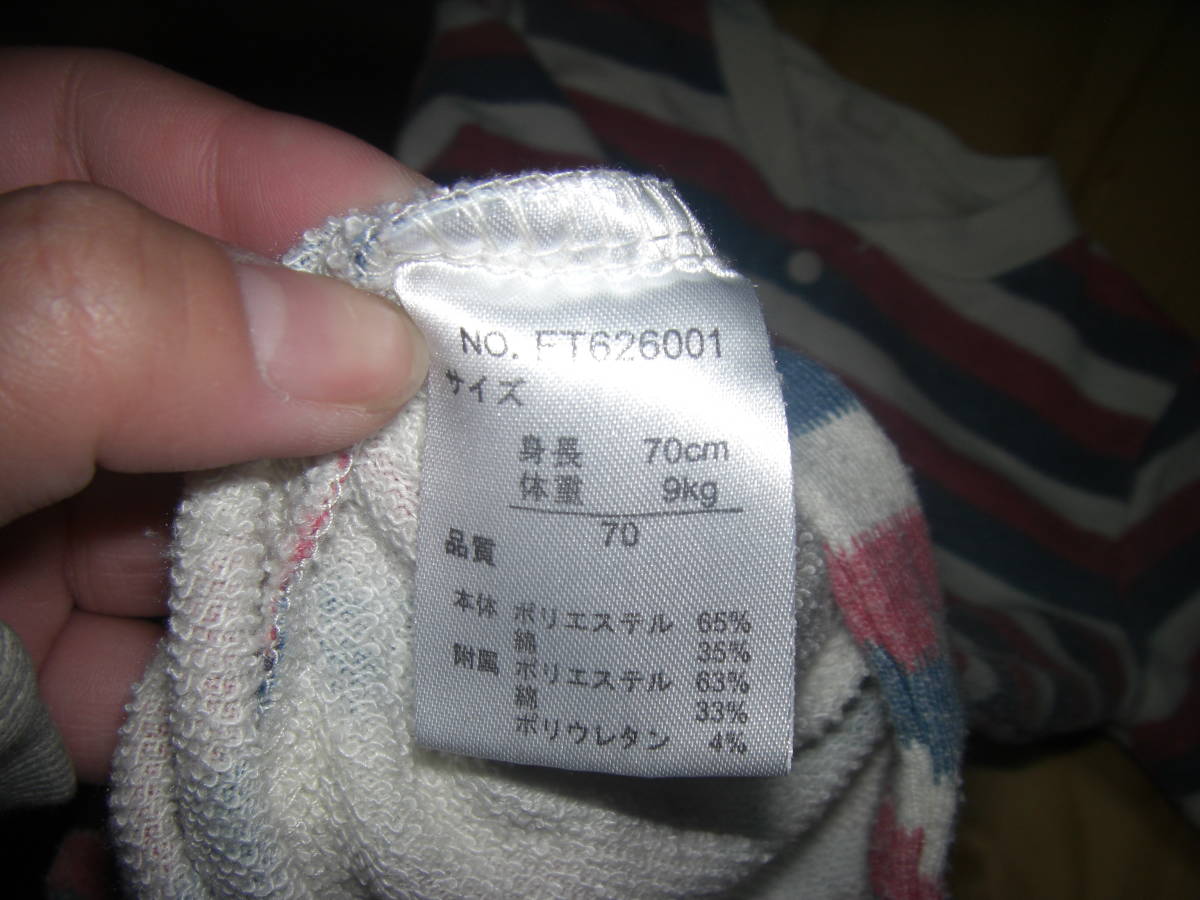 NO. FT626001
サイズ
身長 70cm
体重 9kg
70
品質
本体 ポリエステル 65%
綿 35%
附属 ポリエステル 63%
綿 33%
ポリウレタン 4%